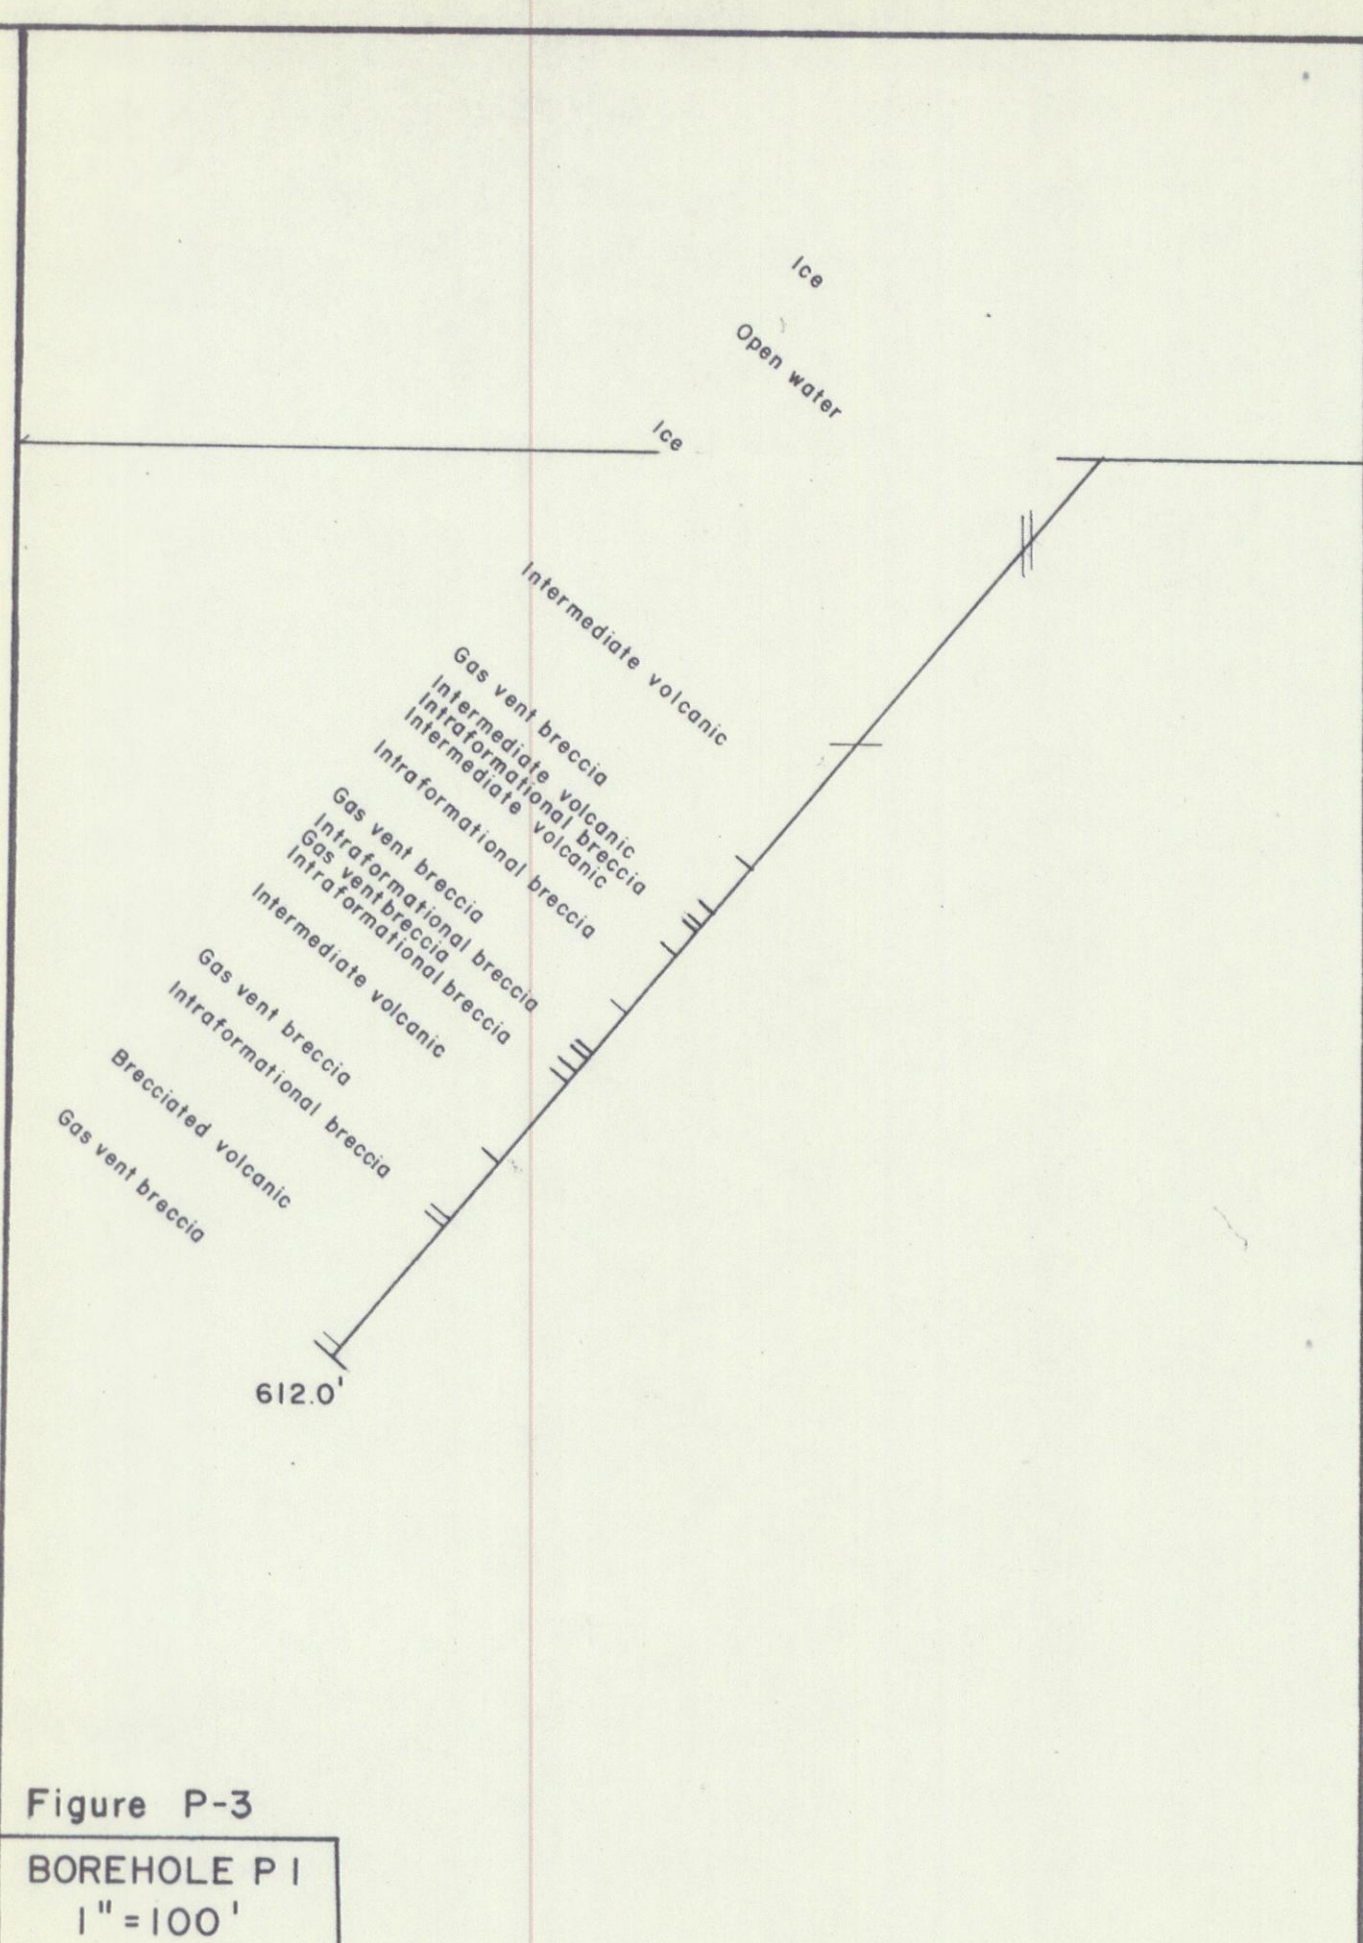 Ice
Open water
Ice
Intermediate volcanic
Gas vent breccia
Intermediate volcanic
Intraformational breccia
Intermediate volcanic
Intraformational breccia
Gas vent breccia
Intraformational breccia
Gas vent breccia
Intraformational breccia
Intermediate volcanic
Gas vent breccia
Intraformational breccia
Brecciated volcanic
Gas vent breccia
612.0'
Figure P-3
BOREHOLE P I
1"=100'